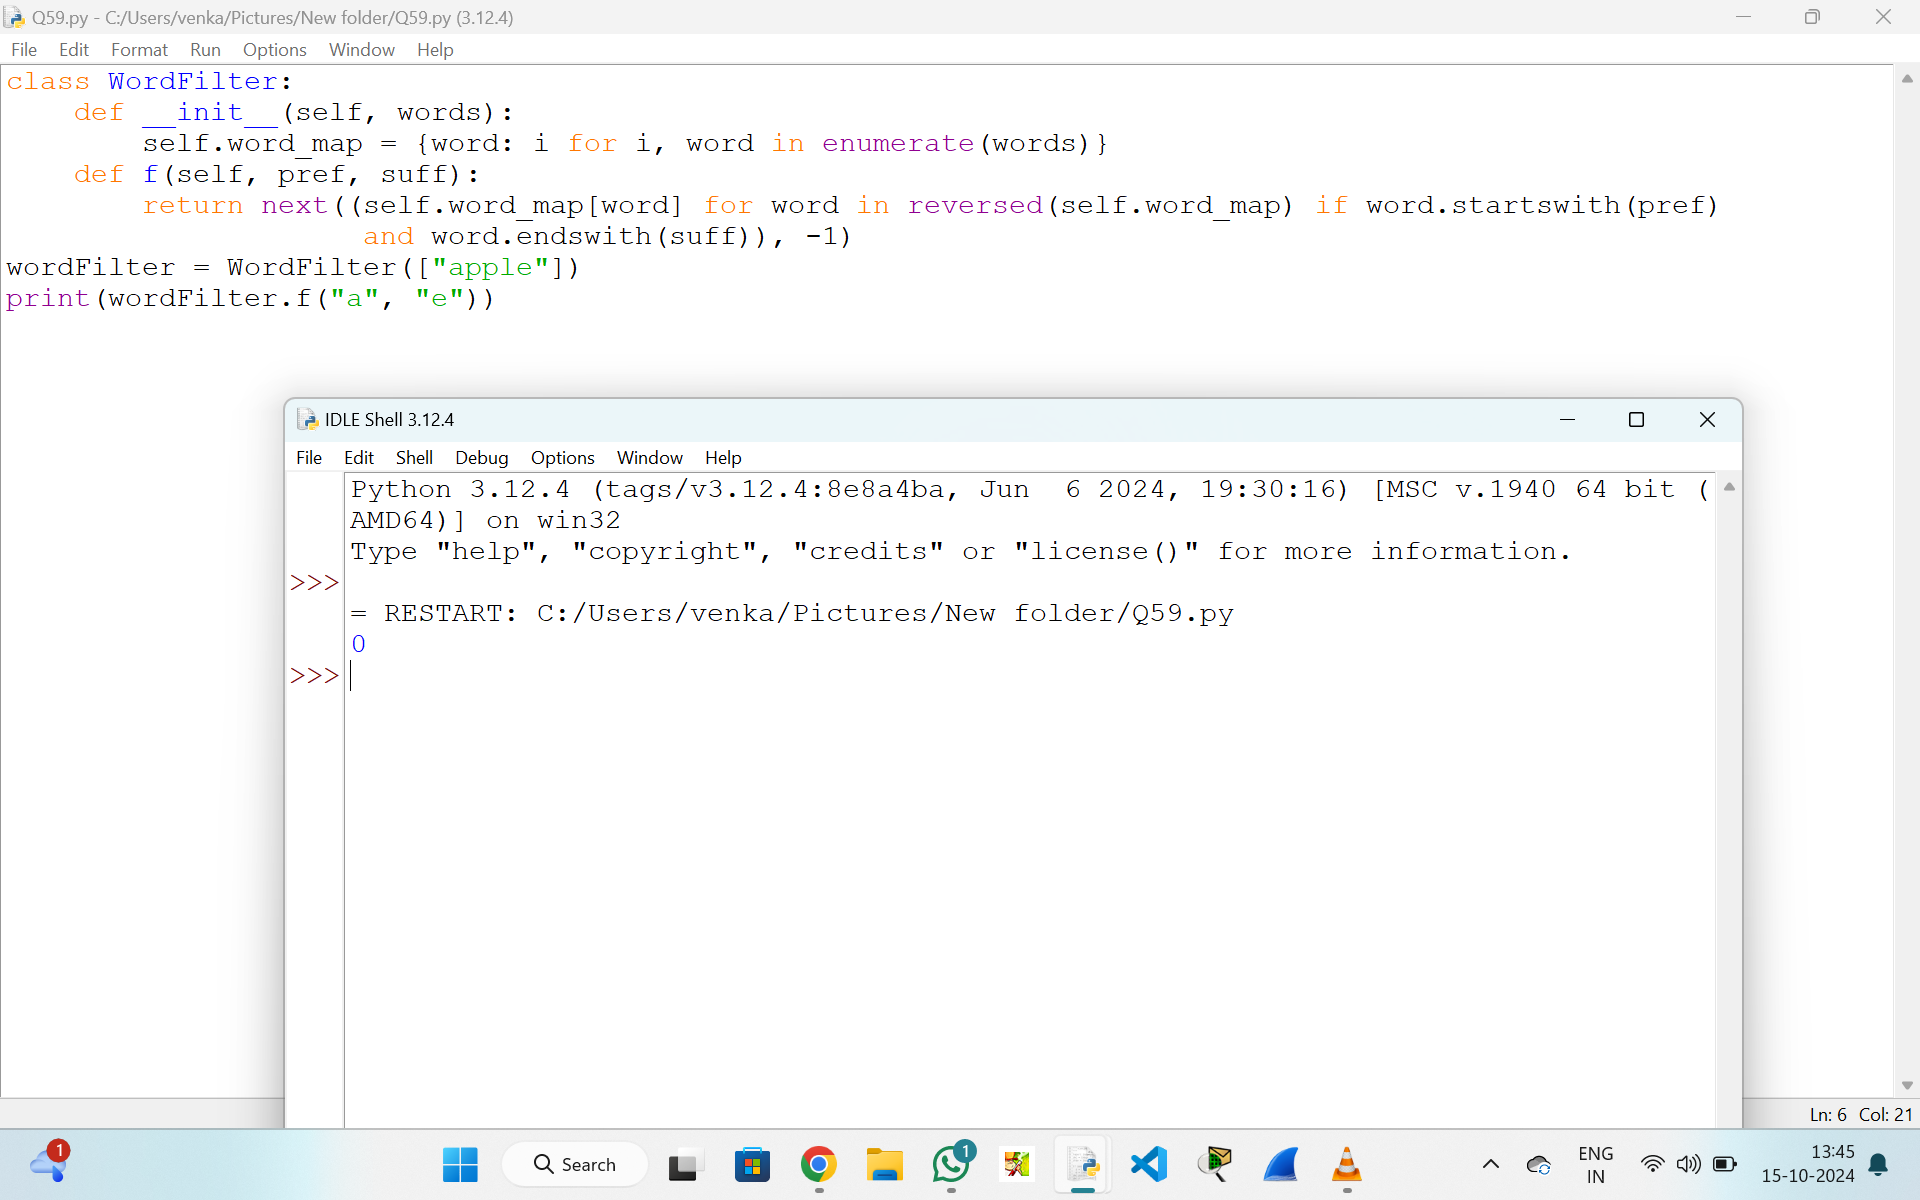 Q59.py - C:/Users/venka/Pictures/New folder/Q59.py (3.12.4)
File Edit Format Run Options Window Help
class WordFilter:
    def __init__(self, words):
        self.word_map = {word: i for i, word in enumerate(words)}
    def f(self, pref, suff):
        return next((self.word_map[word] for word in reversed(self.word_map) if word.startswith(pref)
                     and word.endswith(suff)), -1)
wordFilter = WordFilter(["apple"])
print(wordFilter.f("a", "e"))
IDLE Shell 3.12.4
File Edit Shell Debug Options Window Help
Python 3.12.4 (tags/v3.12.4:8e8a4ba, Jun  6 2024, 19:30:16) [MSC v.1940 64 bit (
AMD64)] on win32
Type "help", "copyright", "credits" or "license()" for more information.
>>>
= RESTART: C:/Users/venka/Pictures/New folder/Q59.py
0
>>>
Ln: 6 Col: 21
1
Search
1
ENG
IN
13:45
15-10-2024